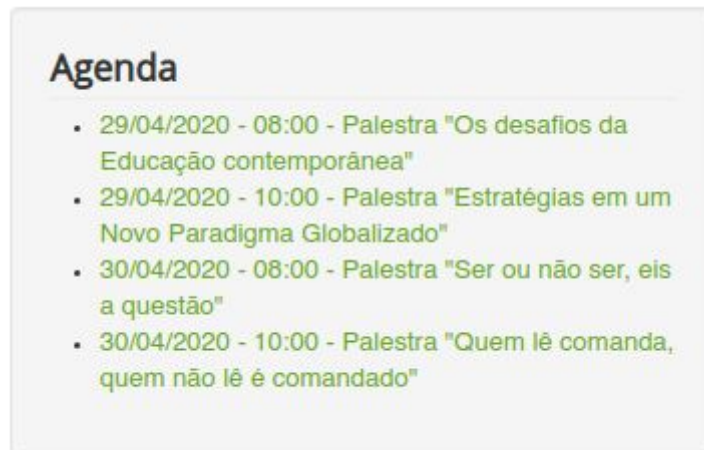 Agenda
29/04/2020 - 08:00 - Palestra "Os desafios da
Educação contemporânea"
29/04/2020 - 10:00 - Palestra "Estratégias em um
Novo Paradigma Globalizado"
30/04/2020 - 08:00 - Palestra "Ser ou não ser, eis
a questão"
30/04/2020 - 10:00 - Palestra "Quem lê comanda,
quem não lê é comandado"